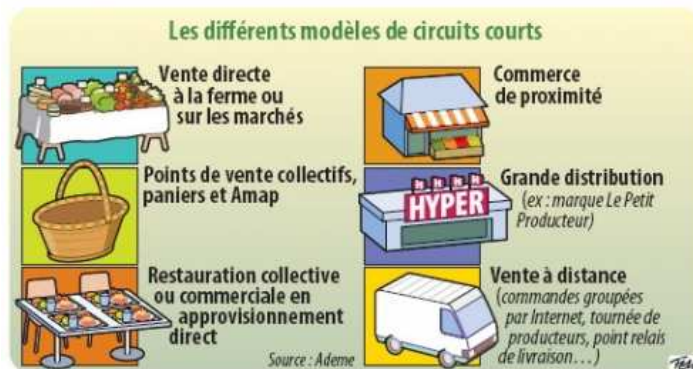 Les différents modèles de circuits courts
Vente directe
à la ferme ou
sur les marchés
Points de vente collectifs,
paniers et Amap
Restauration collective
ou commerciale en
approvisionnement
direct
Source : Ademe
Commerce
de proximité
HYPER
Grande distribution
(ex : marque Le Petit
Producteur)
Vente à distance
(commandes groupées
par Internet, tournée de
producteurs, point relais
de livraison…)